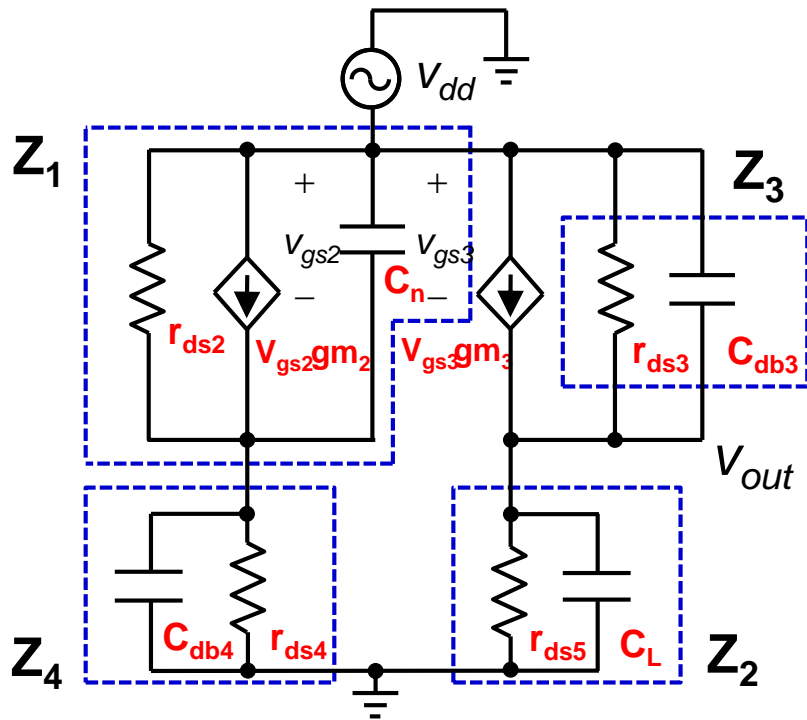 v_dd
Z_1
Z_3
+ +
v_gs2 v_gs3
C_n
− −
r_ds2 V_gs2gm_2 V_gs3gm_3 r_ds3 C_db3
v_out
C_db4 r_ds4 r_ds5 C_L
Z_4 Z_2